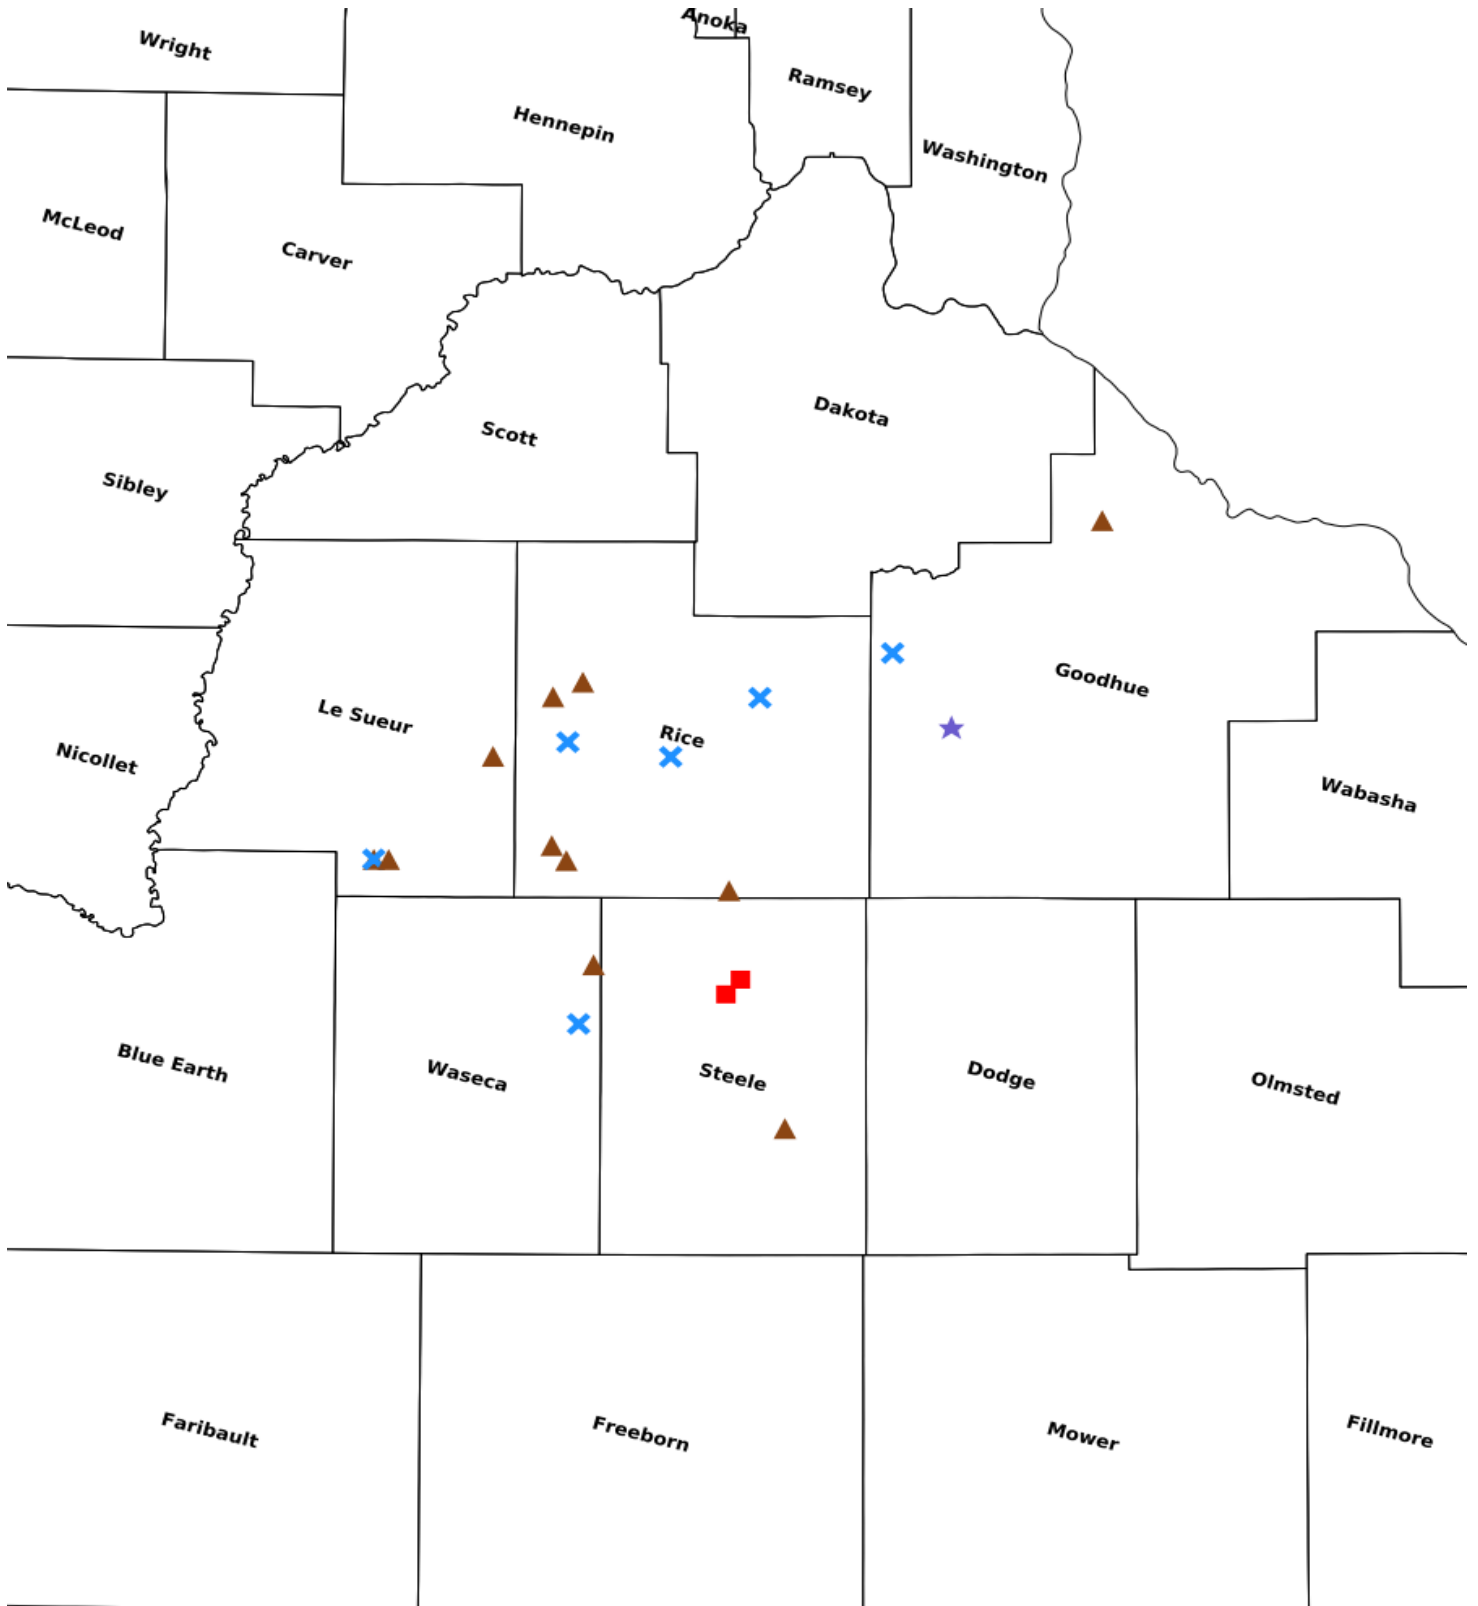 Anoka
Wright
Ramsey
Hennepin
Washington
McLeod
Carver
Dakota
Scott
Sibley
Goodhue
Le Sueur
Rice
Nicollet
Wabasha
Blue Earth
Waseca
Steele
Dodge
Olmsted
Faribault
Freeborn
Mower
Fillmore